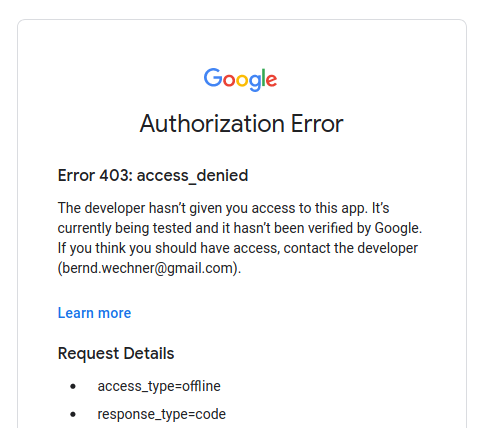 Google
Authorization Error
Error 403: access_denied
The developer hasn’t given you access to this app. It’s
currently being tested and it hasn’t been verified by Google.
If you think you should have access, contact the developer
(bernd.wechner@gmail.com).
Learn more
Request Details
• access_type=offline
• response_type=code